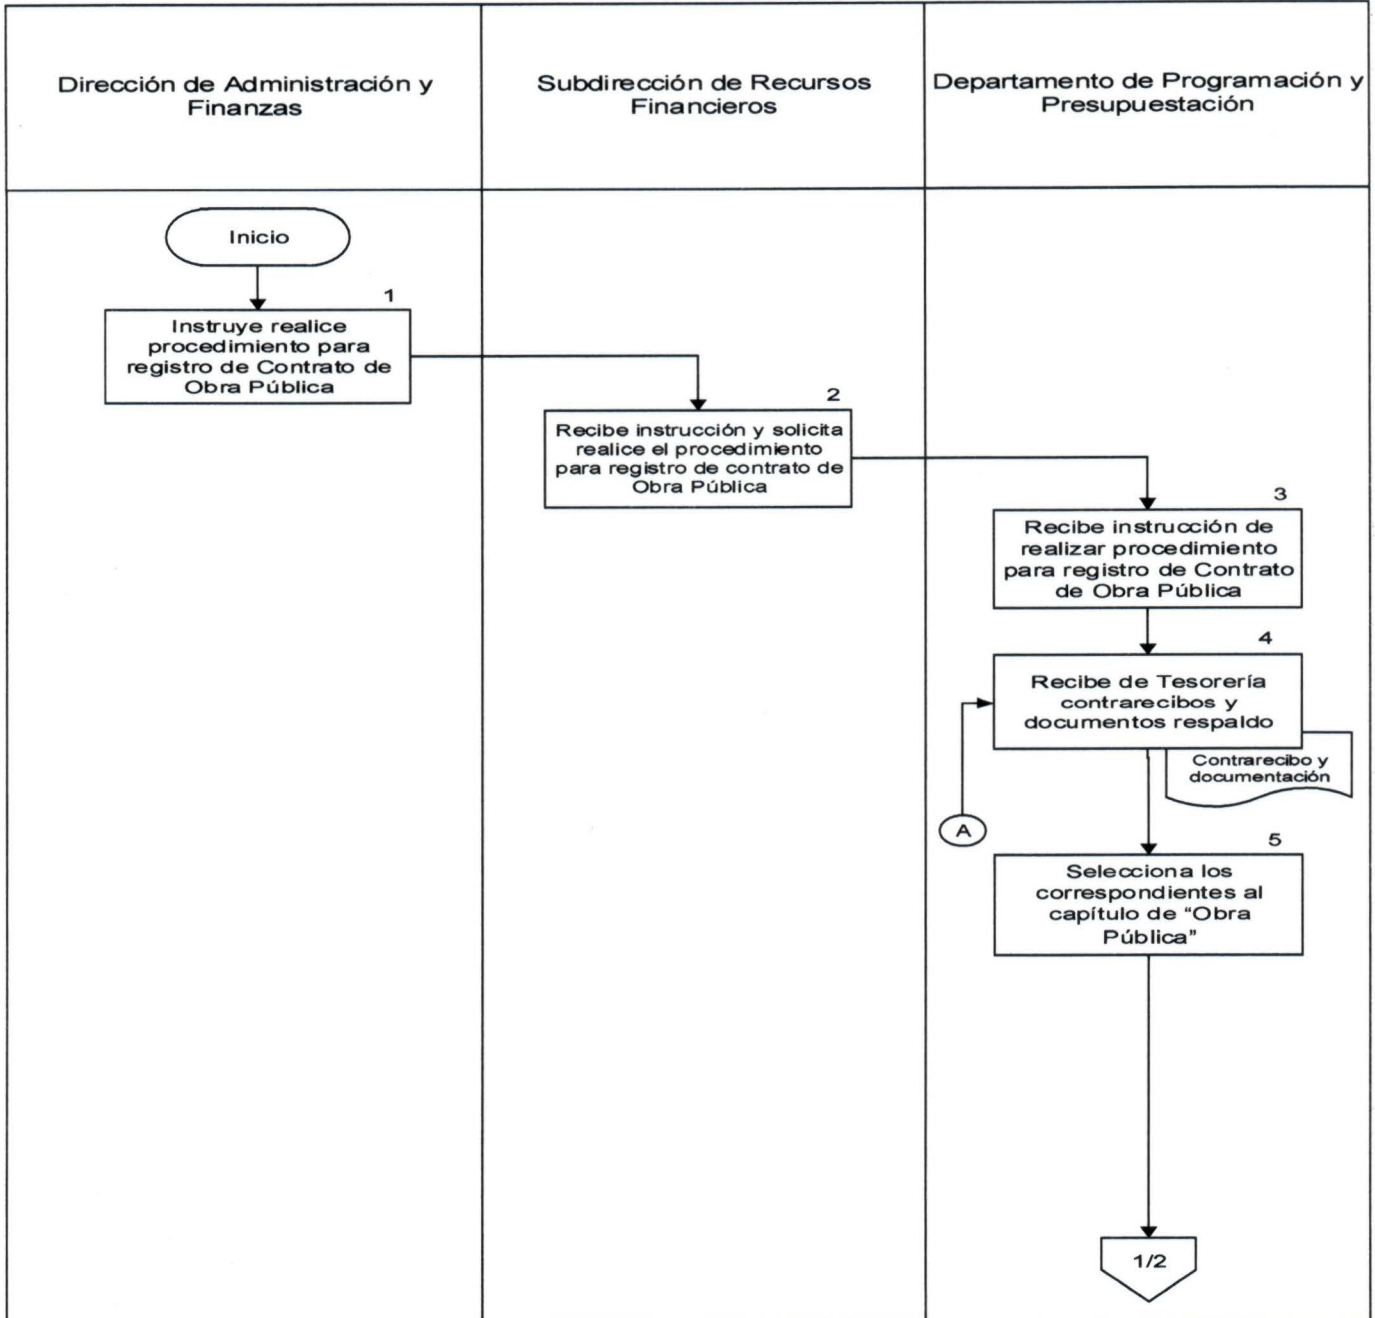 Dirección de Administración y
Finanzas
Subdirección de Recursos
Financieros
Departamento de Programación y
Presupuestación
Inicio
1
Instruye realice
procedimiento para
registro de Contrato de
Obra Pública
2
Recibe instrucción y solicita
realice el procedimiento
para registro de contrato de
Obra Pública
3
Recibe instrucción de
realizar procedimiento
para registro de Contrato
de Obra Pública
4
Recibe de Tesorería
contrarecibos y
documentos respaldo
Contrarecibo y
documentación
A
5
Selecciona los
correspondientes al
capítulo de “Obra
Pública”
1/2